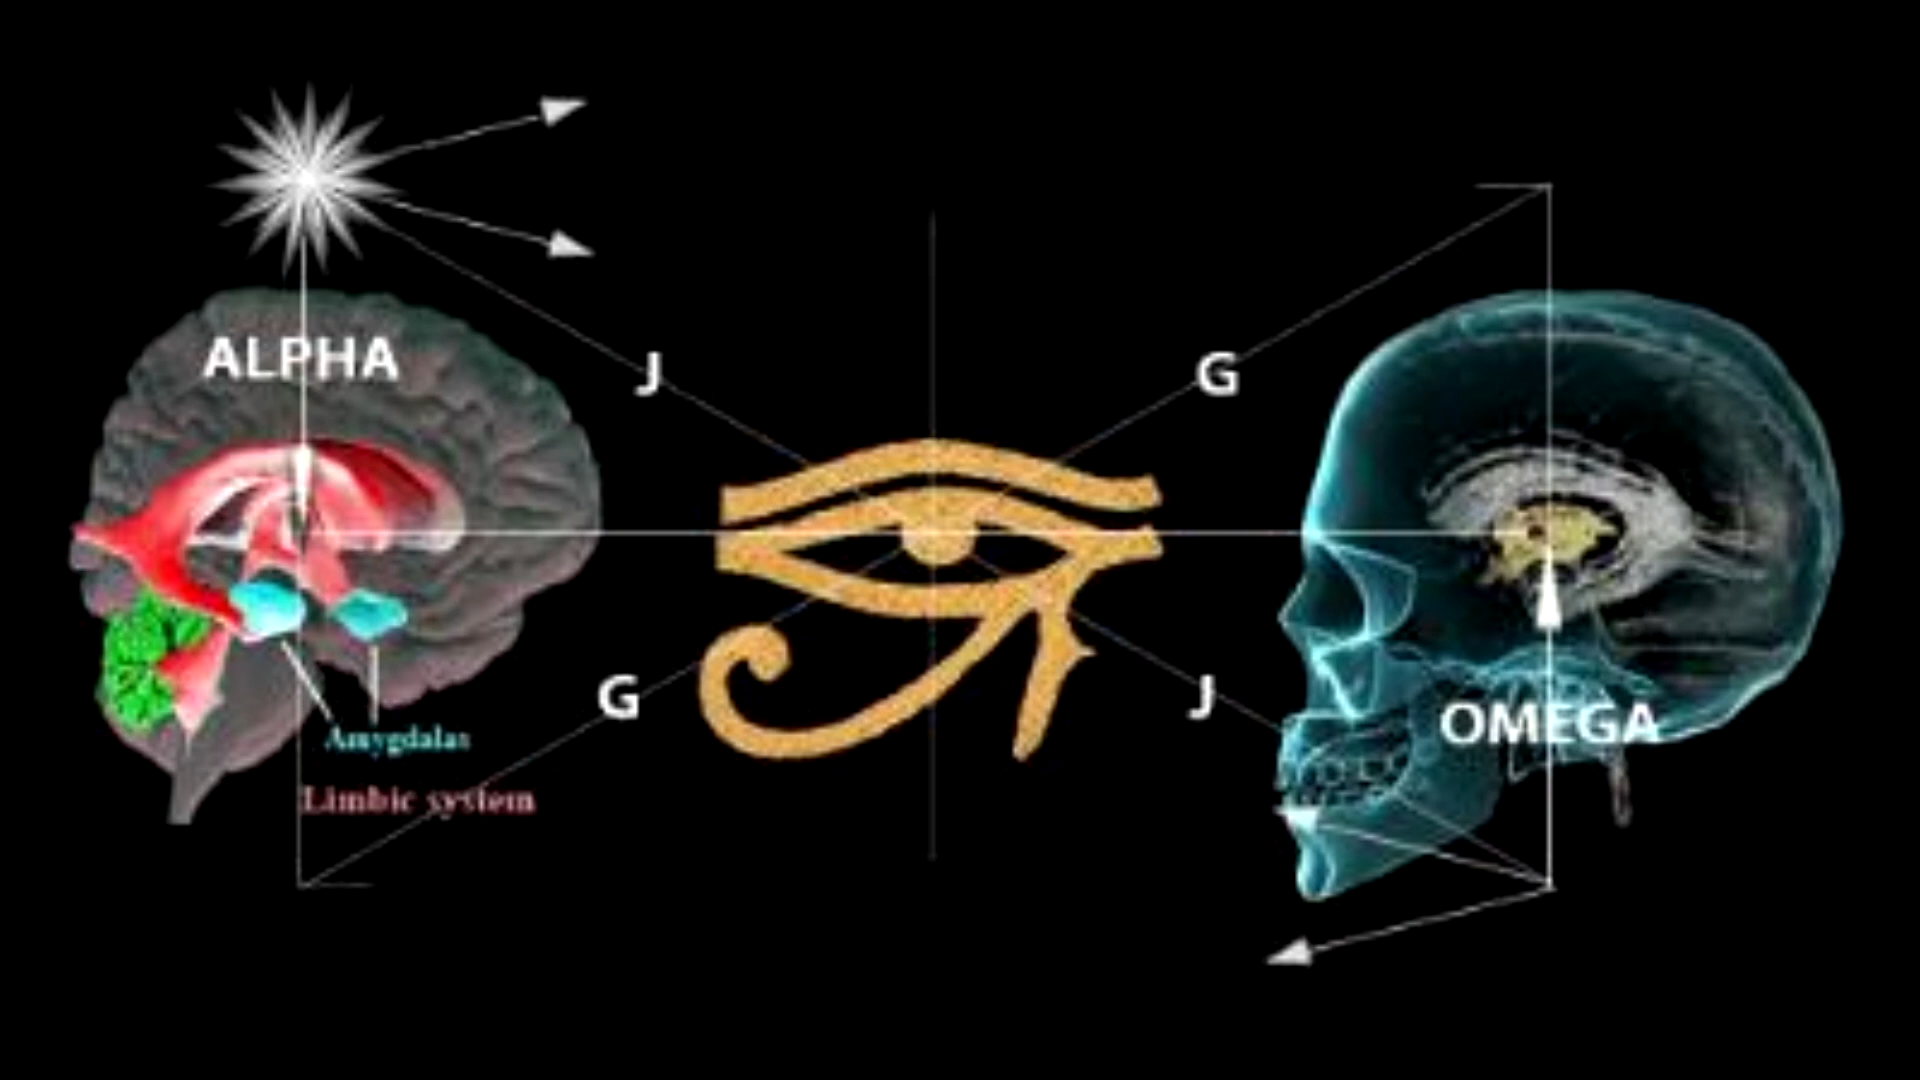 ALPHA
J
G
G
J
OMEGA
Amygdalas
Limbic system